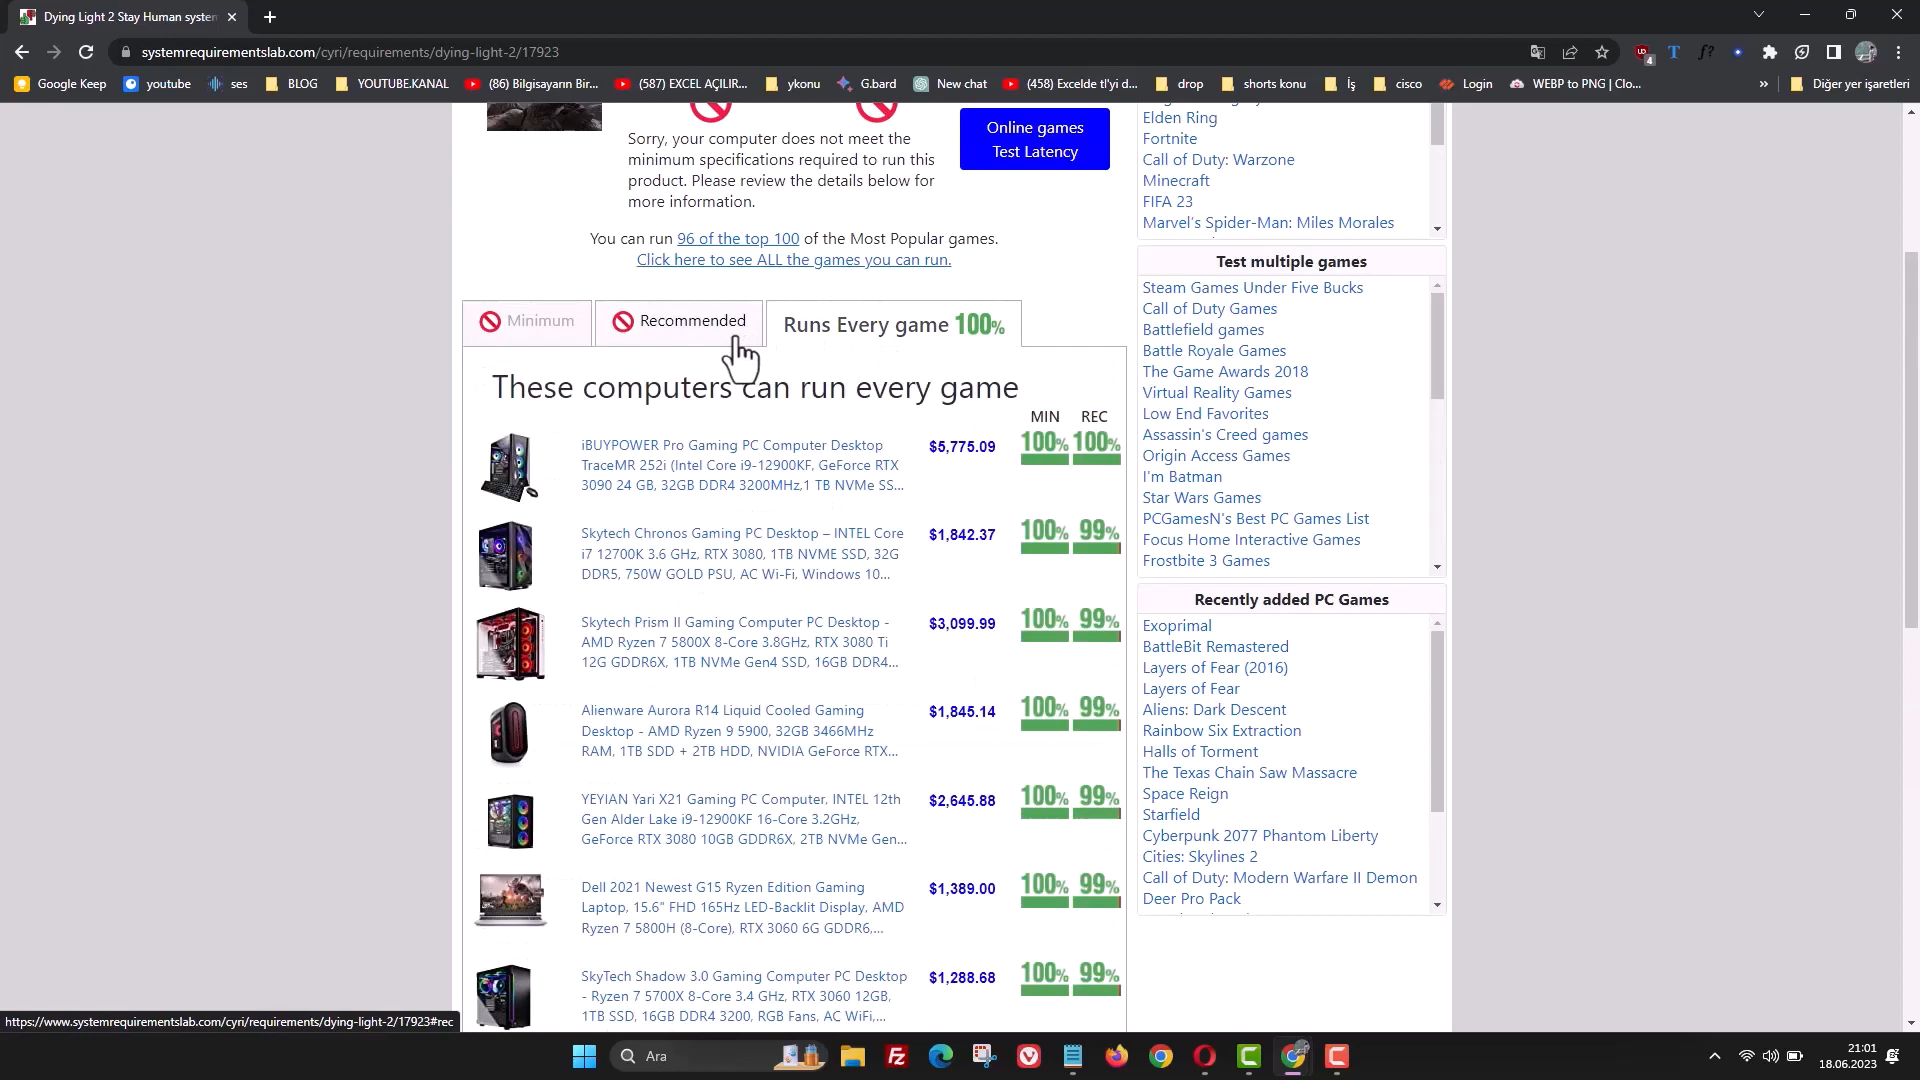 Dying Light 2 Stay Human system
systemrequirementslab.com/cyri/requirements/dying-light-2/17923
4
Google Keep
youtube
ses
BLOG
YOUTUBE.KANAL
(86) Bilgisayarın Bir...
(587) EXCEL AÇILIR...
ykonu
G.bard
New chat
(458) Excelde tl'yi d...
drop
shorts konu
İş
cisco
Login
WEBP to PNG | Clo...
»
Diğer yer işaretleri
Sorry, your computer does not meet the
minimum specifications required to run this
product. Please review the details below for
more information.
Online games
Test Latency
You can run 96 of the top 100 of the Most Popular games.
Click here to see ALL the games you can run.
Minimum
Recommended
Runs Every game 100%
These computers can run every game
MIN REC
iBUYPOWER Pro Gaming PC Computer Desktop
TraceMR 252i (Intel Core i9-12900KF, GeForce RTX
3090 24 GB, 32GB DDR4 3200MHz,1 TB NVMe SS...
$5,775.09
100% 100%
Skytech Chronos Gaming PC Desktop – INTEL Core
i7 12700K 3.6 GHz, RTX 3080, 1TB NVME SSD, 32G
DDR5, 750W GOLD PSU, AC Wi-Fi, Windows 10...
$1,842.37
100% 99%
Skytech Prism II Gaming Computer PC Desktop -
AMD Ryzen 7 5800X 8-Core 3.8GHz, RTX 3080 Ti
12G GDDR6X, 1TB NVMe Gen4 SSD, 16GB DDR4...
$3,099.99
100% 99%
Alienware Aurora R14 Liquid Cooled Gaming
Desktop - AMD Ryzen 9 5900, 32GB 3466MHz
RAM, 1TB SDD + 2TB HDD, NVIDIA GeForce RTX...
$1,845.14
100% 99%
YEYIAN Yari X21 Gaming PC Computer, INTEL 12th
Gen Alder Lake i9-12900KF 16-Core 3.2GHz,
GeForce RTX 3080 10GB GDDR6X, 2TB NVMe Gen...
$2,645.88
100% 99%
Dell 2021 Newest G15 Ryzen Edition Gaming
Laptop, 15.6" FHD 165Hz LED-Backlit Display, AMD
Ryzen 7 5800H (8-Core), RTX 3060 6G GDDR6,...
$1,389.00
100% 99%
SkyTech Shadow 3.0 Gaming Computer PC Desktop
- Ryzen 7 5700X 8-Core 3.4 GHz, RTX 3060 12GB,
1TB SSD, 16GB DDR4 3200, RGB Fans, AC WiFi,...
$1,288.68
100% 99%
Elden Ring
Fortnite
Call of Duty: Warzone
Minecraft
FIFA 23
Marvel's Spider-Man: Miles Morales
Test multiple games
Steam Games Under Five Bucks
Call of Duty Games
Battlefield games
Battle Royale Games
The Game Awards 2018
Virtual Reality Games
Low End Favorites
Assassin's Creed games
Origin Access Games
I'm Batman
Star Wars Games
PCGamesN's Best PC Games List
Focus Home Interactive Games
Frostbite 3 Games
Recently added PC Games
Exoprimal
BattleBit Remastered
Layers of Fear (2016)
Layers of Fear
Aliens: Dark Descent
Rainbow Six Extraction
Halls of Torment
The Texas Chain Saw Massacre
Space Reign
Starfield
Cyberpunk 2077 Phantom Liberty
Cities: Skylines 2
Call of Duty: Modern Warfare II Demon
Deer Pro Pack
https://www.systemrequirementslab.com/cyri/requirements/dying-light-2/17923#rec
Ara
21:01
18.06.2023